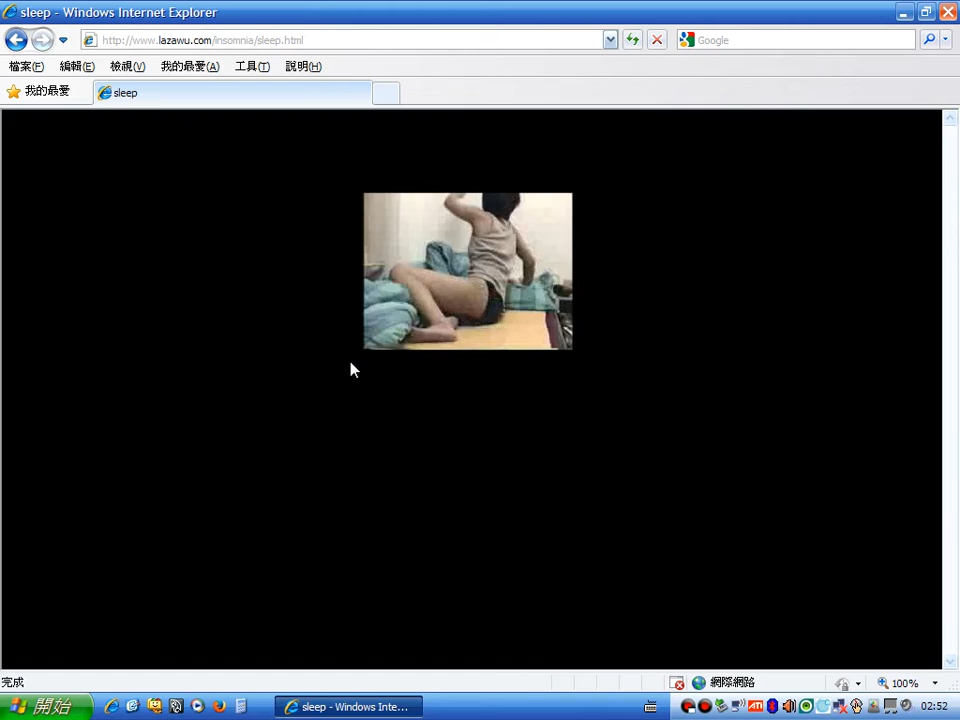 sleep - Windows Internet Explorer
http://www.lazawu.com/insomnia/sleep.html
Google
檔案(F) 編輯(E) 檢視(V) 我的最愛(A) 工具(T) 說明(H)
我的最愛 sleep
完成 網際網路 100%
開始 sleep - Windows Inte... ATI 02:52